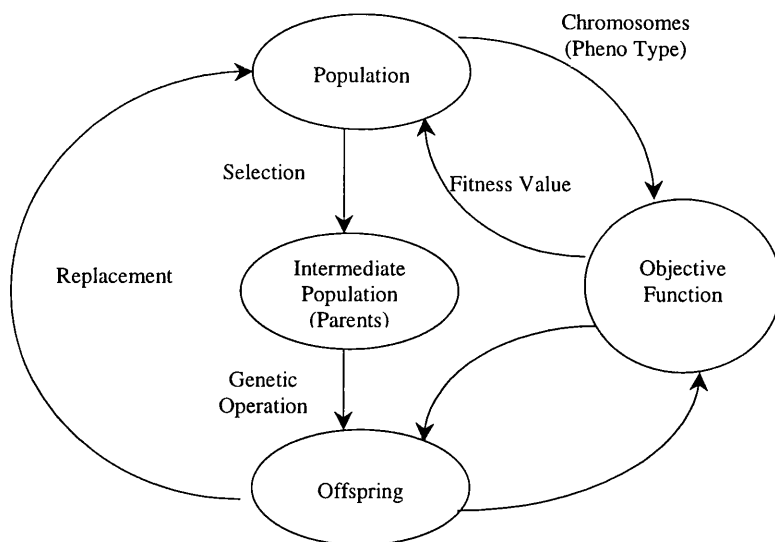 Chromosomes
(Pheno Type)
Population
Selection
Fitness Value
Replacement
Intermediate
Population
(Parents)
Objective
Function
Genetic
Operation
Offspring